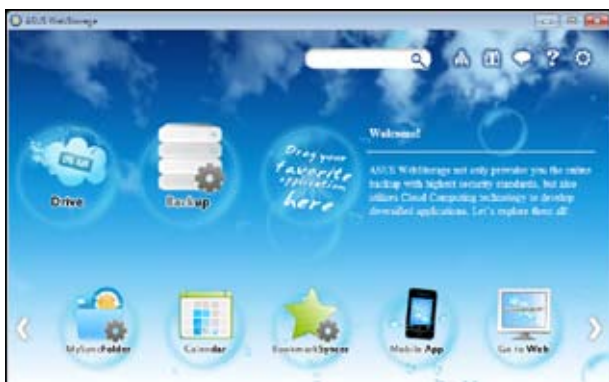 ASUS WebStorage
Drive
Backup
Drag your
favorite
application
here
Welcome!
ASUS WebStorage not only provides you the online
backup with highest security standards, but also
utilizes Cloud Computing technology to develop
diversified applications. Let's explore them all!
MySyncFolder
Calendar
BookmarkSyncer
Mobile App
Go to Web